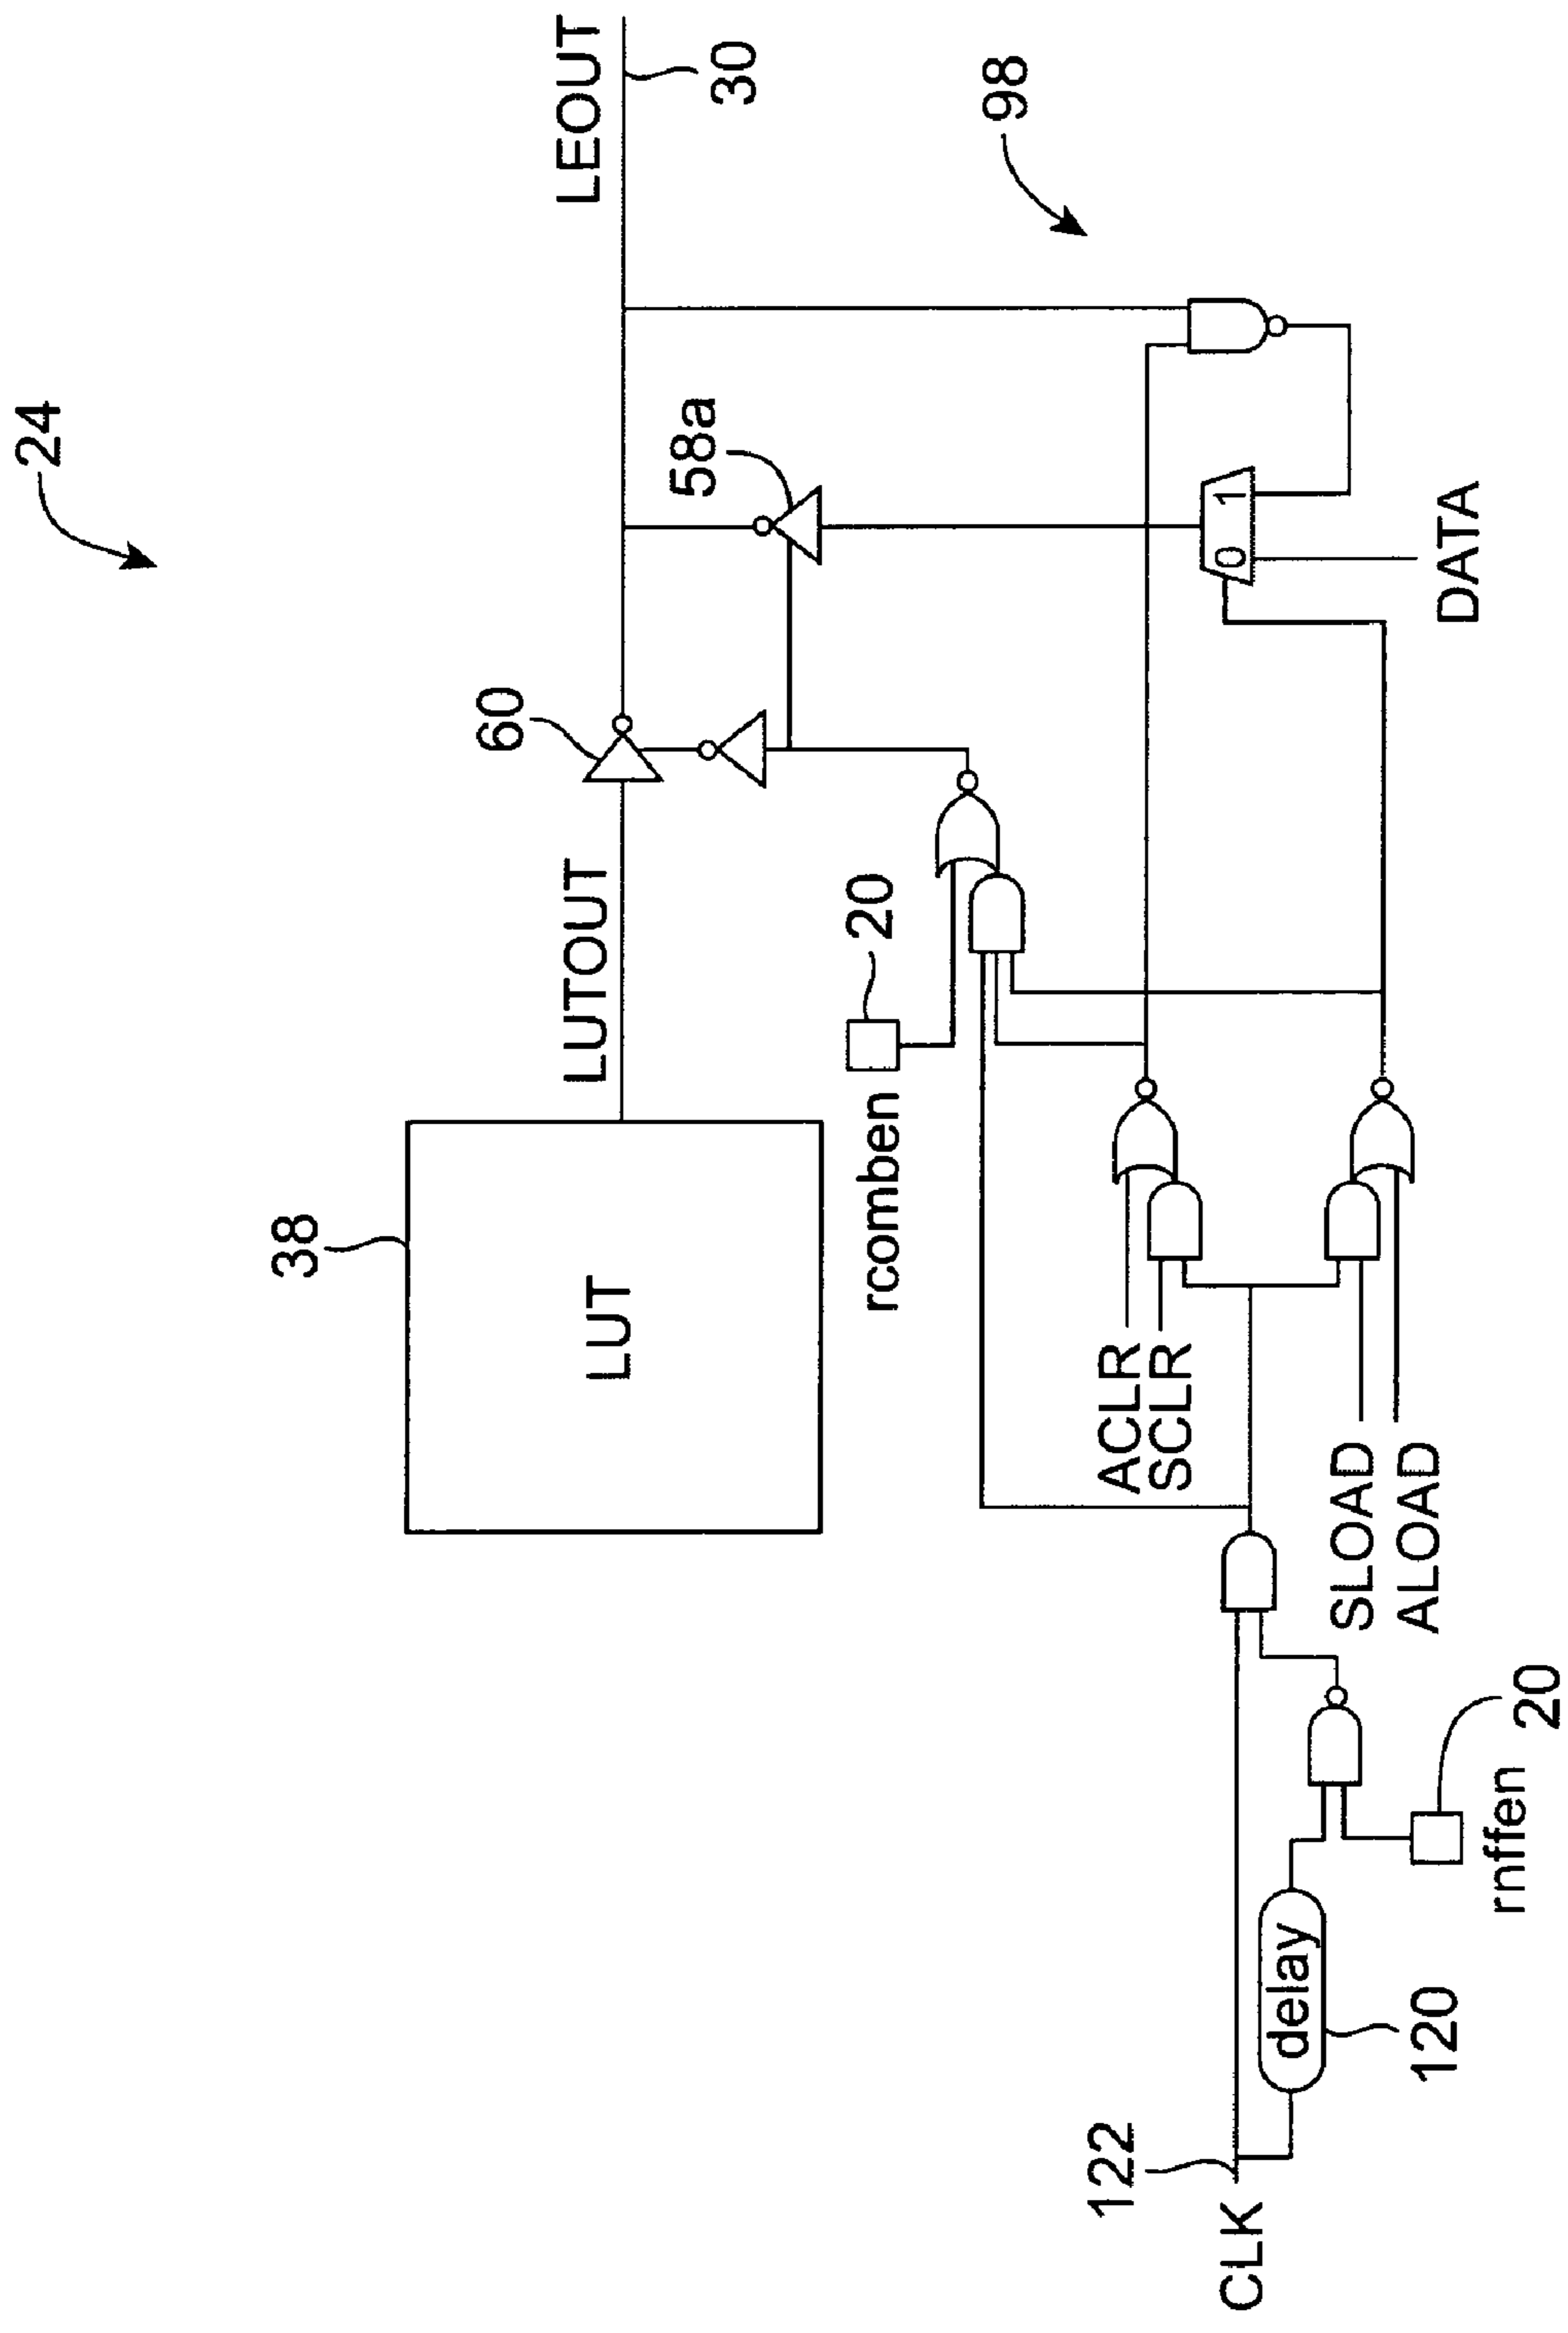 24
LEOUT
30
98
58a
60
LUTOUT
38
LUT
20
rcomben
1
0
DATA
ACLR
SCLR
SLOAD
ALOAD
20
rnffen
delay
120
122
CLK